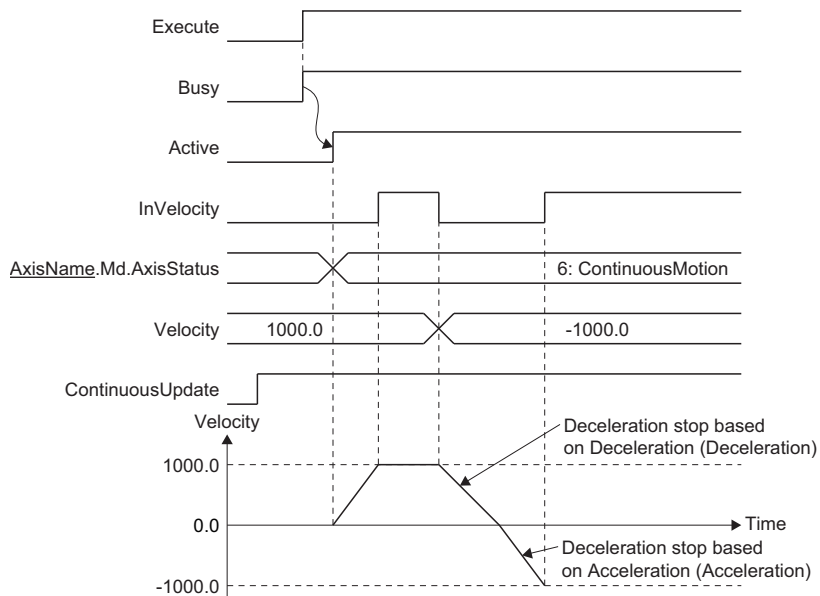 Execute
Busy
Active
InVelocity
AxisName.Md.AxisStatus
6: ContinuousMotion
Velocity
1000.0
-1000.0
ContinuousUpdate
Velocity
Deceleration stop based
on Deceleration (Deceleration)
1000.0
0.0
Time
Deceleration stop based
on Acceleration (Acceleration)
-1000.0